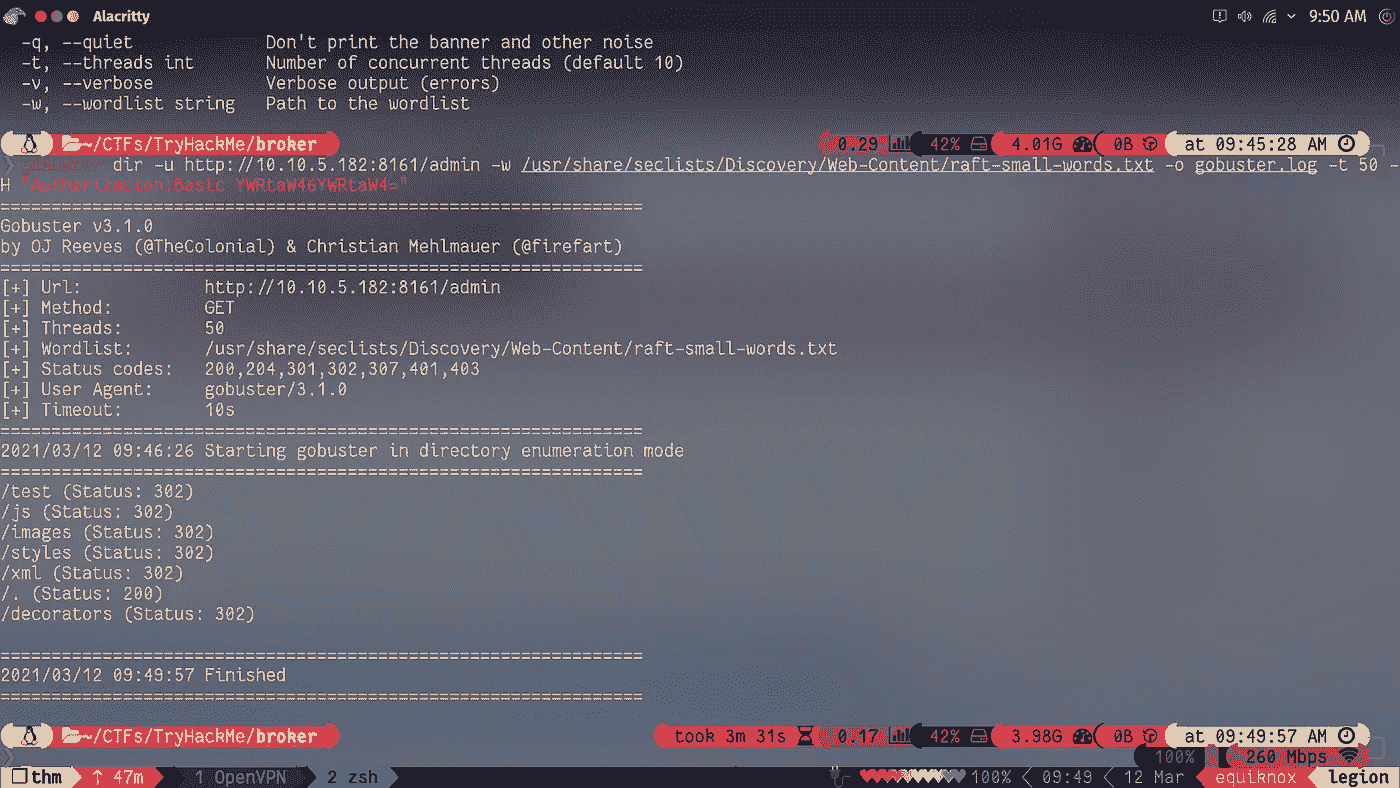 Alacritty 9:50 AM
-q, --quiet Don't print the banner and other noise
-t, --threads int Number of concurrent threads (default 10)
-v, --verbose Verbose output (errors)
-w, --wordlist string Path to the wordlist
~/CTFs/TryHackMe/broker 0.29 42% 4.01G 0B at 09:45:28 AM
gobuster dir -u http://10.10.5.182:8161/admin -w /usr/share/seclists/Discovery/Web-Content/raft-small-words.txt -o gobuster.log -t 50 -
H "Authorization:Basic YWRtaW46YWRtaW4="
===============================================================
Gobuster v3.1.0
by OJ Reeves (@TheColonial) & Christian Mehlmauer (@firefart)
===============================================================
[+] Url: http://10.10.5.182:8161/admin
[+] Method: GET
[+] Threads: 50
[+] Wordlist: /usr/share/seclists/Discovery/Web-Content/raft-small-words.txt
[+] Status codes: 200,204,301,302,307,401,403
[+] User Agent: gobuster/3.1.0
[+] Timeout: 10s
===============================================================
2021/03/12 09:46:26 Starting gobuster in directory enumeration mode
===============================================================
/test (Status: 302)
/js (Status: 302)
/images (Status: 302)
/styles (Status: 302)
/xml (Status: 302)
/. (Status: 200)
/decorators (Status: 302)
===============================================================
2021/03/12 09:49:57 Finished
===============================================================
~/CTFs/TryHackMe/broker took 3m 31s 0.17 42% 3.98G 0B at 09:49:57 AM
100% 260 Mbps
thm ↑ 47m 1 OpenVPN 2 zsh 100% 09:49 12 Mar equiknox legion